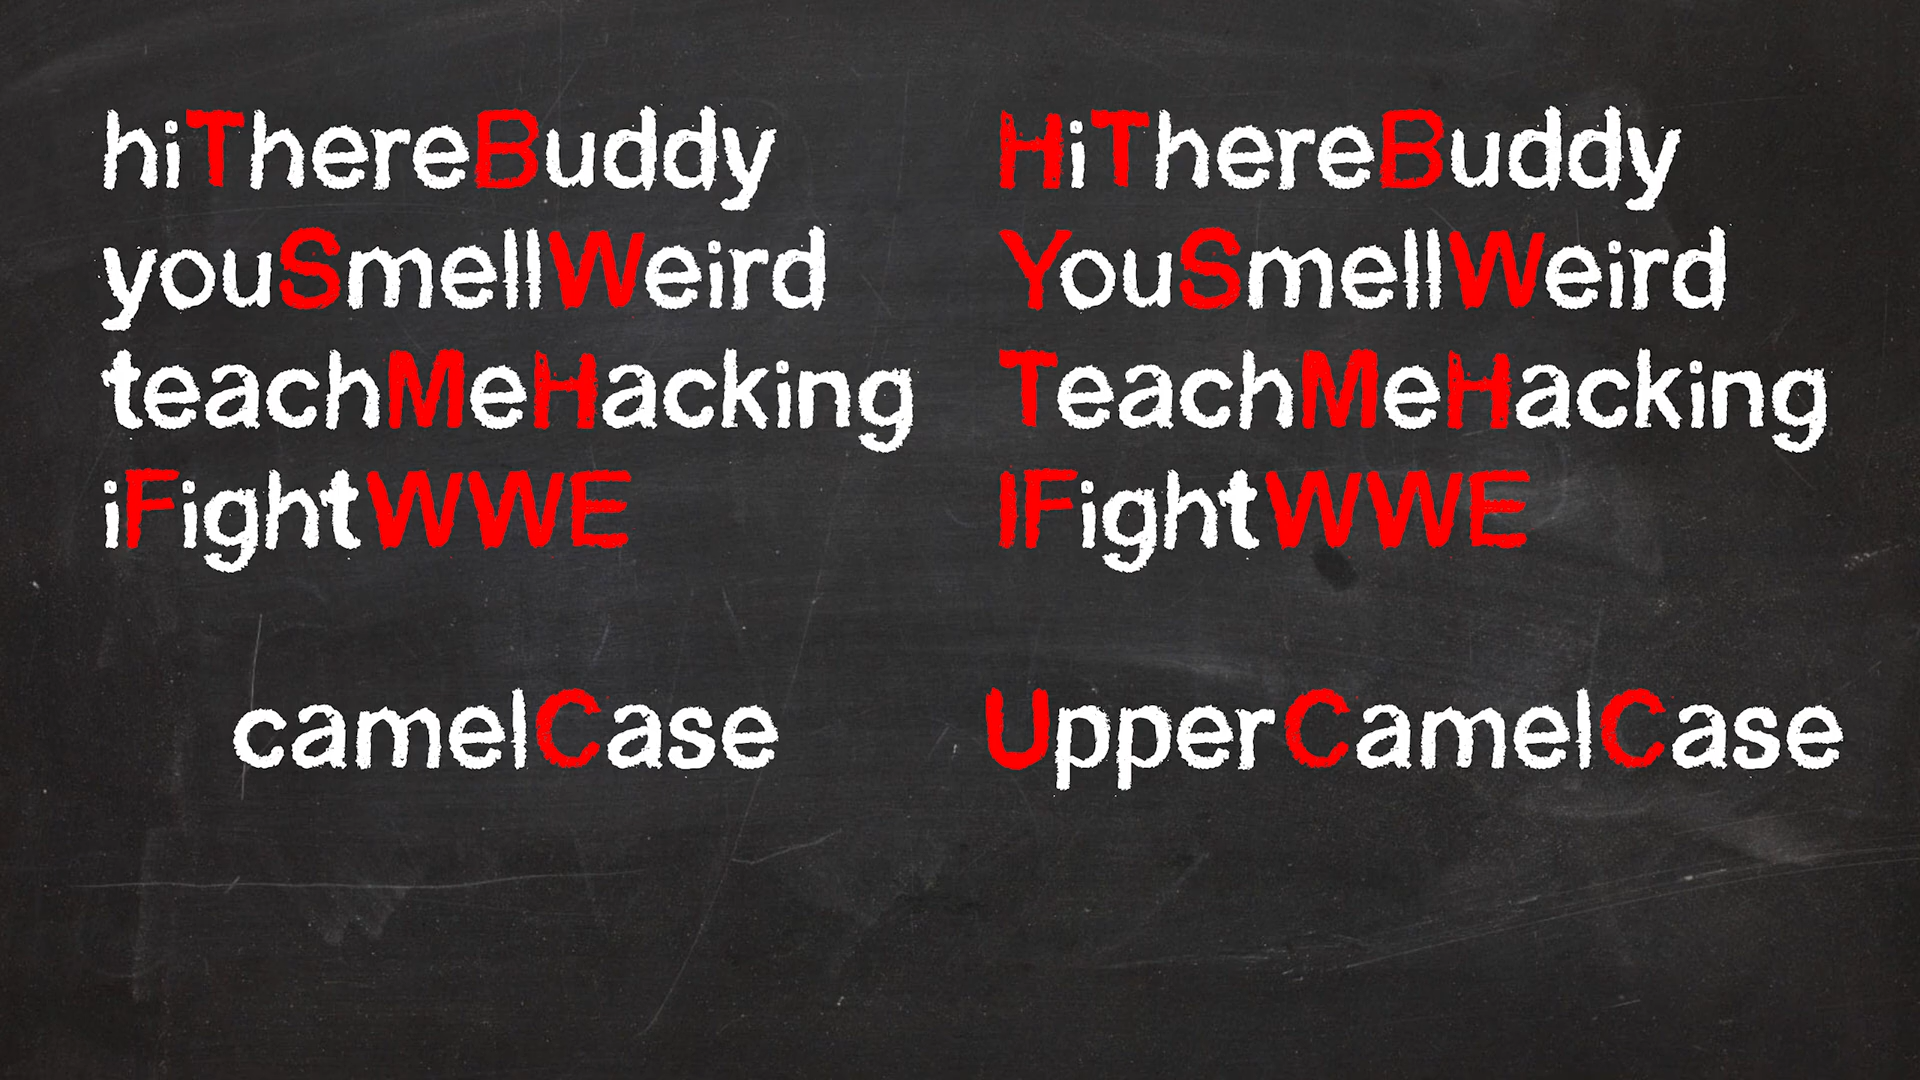 hiThereBuddy
youSmellWeird
teachMeHacking
iFightWWE
camelCase
HiThereBuddy
YouSmellWeird
TeachMeHacking
IFightWWE
UpperCamelCase